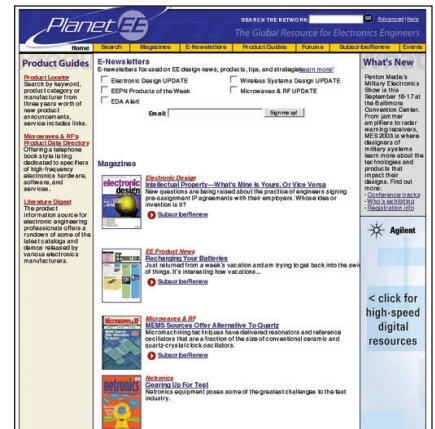 Planet EE
SEARCH THE NETWORK: GO Advanced | Help
The Global Resource for Electronics Engineers
Home Search Magazines E-Newsletters Product Guides Forums Subscribe/Renew Events
Product Guides
Product Locator
Search by keyword,
product category or
manufacturer from
three years worth of
new product
announcements,
service includes links.
Microwaves & RF's
Product Data Directory
Offering a telephone
book style listing
dedicated to specifiers
of high-frequency
electronics hardware,
software, and
services.
Literature Digest
The product
information source for
electronic engineering
professionals offers a
rundown of some of the
latest catalogs and
demos released by
various electronics
manufacturers.
E-Newsletters
E-newsletters focused on EE design news, products, tips, and strategies learn more!
Electronic Design UPDATE
Wireless Systems Design UPDATE
EEPN Products of the Week
Microwaves & RF UPDATE
EDA Alert
Email: Sign me up!
Magazines
electronic
design
Electronic Design
Intellectual Property—What's Mine Is Yours, Or Vice Versa
New questions are being raised about the practice of engineers signing
pre-assignment IP agreements with their employers. Whose idea or
invention is it?
Subscribe/Renew
EE PRODUCT NEWS
EE Product News
Recharging Your Batteries
Just returned from a week's vacation and am trying to get back into the swin
of things. It's interesting how vacations...
Subscribe/Renew
Microwaves&RF
Microwaves & RF
MEMS Sources Offer Alternative To Quartz
Micromachining techniques have delivered resonators and reference
oscillators that are a fraction of the size of conventional ceramic and
quartz-crystal clock oscillators.
Subscribe/Renew
netronics
Netronics
Gearing Up For Test
Netronics equipment poses some of the greatest challenges to the test
industry.
What's New
Penton Media's
Military Electronics
Show is this
September 16-17 at
the Baltimore
Convention Center.
From jammer
amplifiers to radar
warning receivers,
MES 2003 is where
designers of
military systems
learn more about the
technologies and
products that
impact their
designs. Find out
more:
- Conference tracks
- Who's exhibiting
- Registration info
Agilent
< click for
high-speed
digital
resources